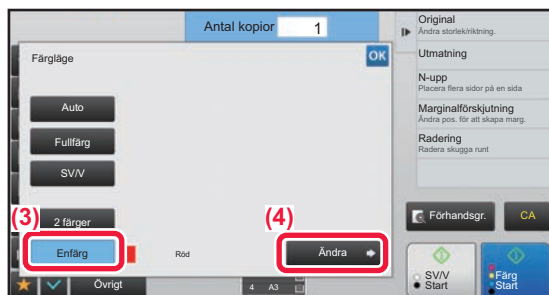 Antal kopior 1
Färgläge
OK
Auto
Fullfärg
SV/V
2 färger
Enfärg
Röd
Ändra
(3)
(4)
Övrigt
4 A3
Original
Ändra storlek/riktning.
Utmatning
N-upp
Placera flera sidor på en sida
Marginalförskjutning
Ändra pos. för att skapa marg.
Radering
Radera skugga runt
Förhandsgr.
CA
SV/V
Start
Färg
Start